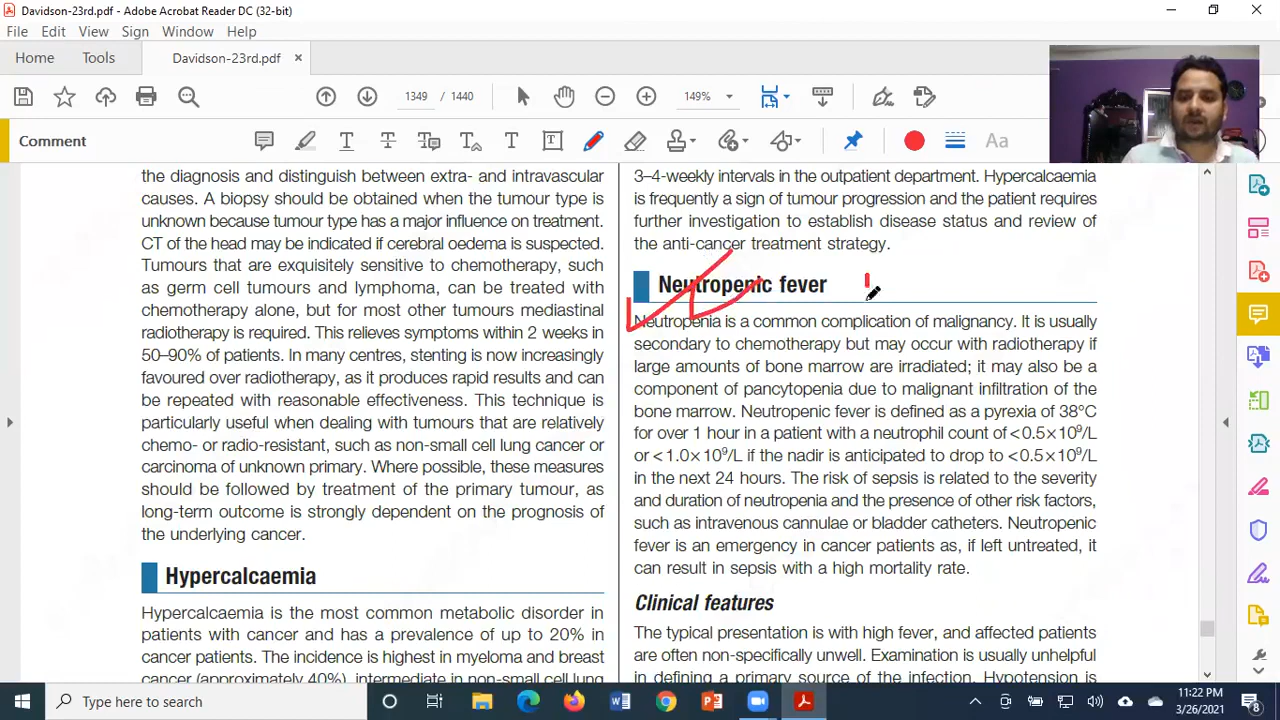 Davidson-23rd.pdf - Adobe Acrobat Reader DC (32-bit)
File Edit View Sign Window Help
Home Tools Davidson-23rd.pdf ×
1349 / 1440 149%
Comment
Aa
the diagnosis and distinguish between extra- and intravascular
causes. A biopsy should be obtained when the tumour type is
unknown because tumour type has a major influence on treatment.
CT of the head may be indicated if cerebral oedema is suspected.
Tumours that are exquisitely sensitive to chemotherapy, such
as germ cell tumours and lymphoma, can be treated with
chemotherapy alone, but for most other tumours mediastinal
radiotherapy is required. This relieves symptoms within 2 weeks in
50–90% of patients. In many centres, stenting is now increasingly
favoured over radiotherapy, as it produces rapid results and can
be repeated with reasonable effectiveness. This technique is
particularly useful when dealing with tumours that are relatively
chemo- or radio-resistant, such as non-small cell lung cancer or
carcinoma of unknown primary. Where possible, these measures
should be followed by treatment of the primary tumour, as
long-term outcome is strongly dependent on the prognosis of
the underlying cancer.
Hypercalcaemia
Hypercalcaemia is the most common metabolic disorder in
patients with cancer and has a prevalence of up to 20% in
cancer patients. The incidence is highest in myeloma and breast
cancer (approximately 40%), intermediate in non-small cell lung
3–4-weekly intervals in the outpatient department. Hypercalcaemia
is frequently a sign of tumour progression and the patient requires
further investigation to establish disease status and review of
the anti-cancer treatment strategy.
Neutropenic fever
Neutropenia is a common complication of malignancy. It is usually
secondary to chemotherapy but may occur with radiotherapy if
large amounts of bone marrow are irradiated; it may also be a
component of pancytopenia due to malignant infiltration of the
bone marrow. Neutropenic fever is defined as a pyrexia of 38°C
for over 1 hour in a patient with a neutrophil count of <0.5×10⁹/L
or <1.0×10⁹/L if the nadir is anticipated to drop to <0.5×10⁹/L
in the next 24 hours. The risk of sepsis is related to the severity
and duration of neutropenia and the presence of other risk factors,
such as intravenous cannulae or bladder catheters. Neutropenic
fever is an emergency in cancer patients as, if left untreated, it
can result in sepsis with a high mortality rate.
Clinical features
The typical presentation is with high fever, and affected patients
are often non-specifically unwell. Examination is usually unhelpful
in defining a primary source of the infection. Hypotension is
Type here to search
11:22 PM
3/26/2021
8